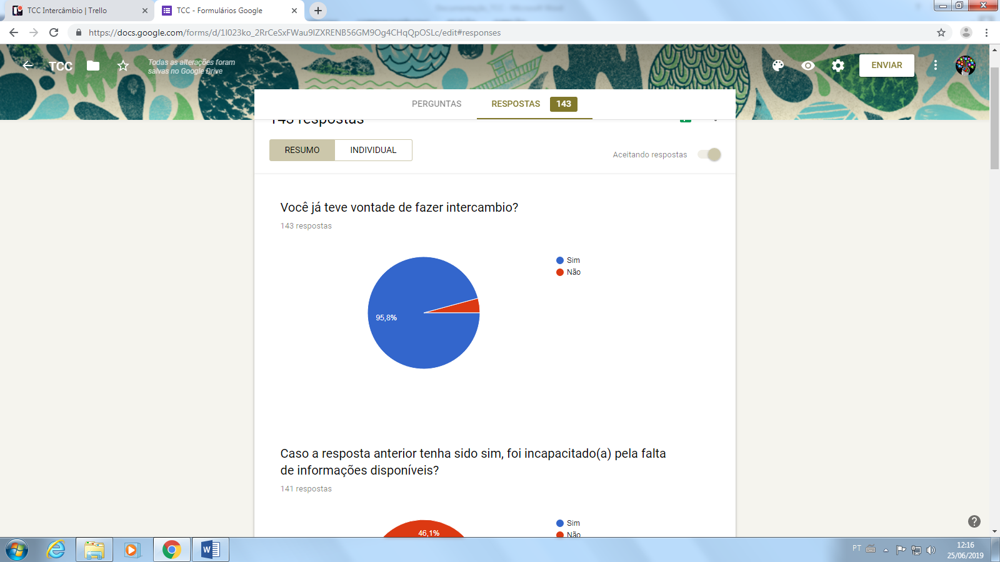 TCC Intercâmbio | Trello
TCC - Formulários Google
https://docs.google.com/forms/d/1I023ko_2RrCeSxFWau9IZXRENB56GM9Og4CHqQpOSLc/edit#responses
TCC
Todas as alterações foram
salvas no Google Drive
ENVIAR
PERGUNTAS
RESPOSTAS 143
143 respostas
RESUMO
INDIVIDUAL
Aceitando respostas
Você já teve vontade de fazer intercambio?
143 respostas
Sim
Não
95,8%
Caso a resposta anterior tenha sido sim, foi incapacitado(a) pela falta
de informações disponíveis?
141 respostas
Sim
Não
46,1%
PT
12:16
25/06/2019